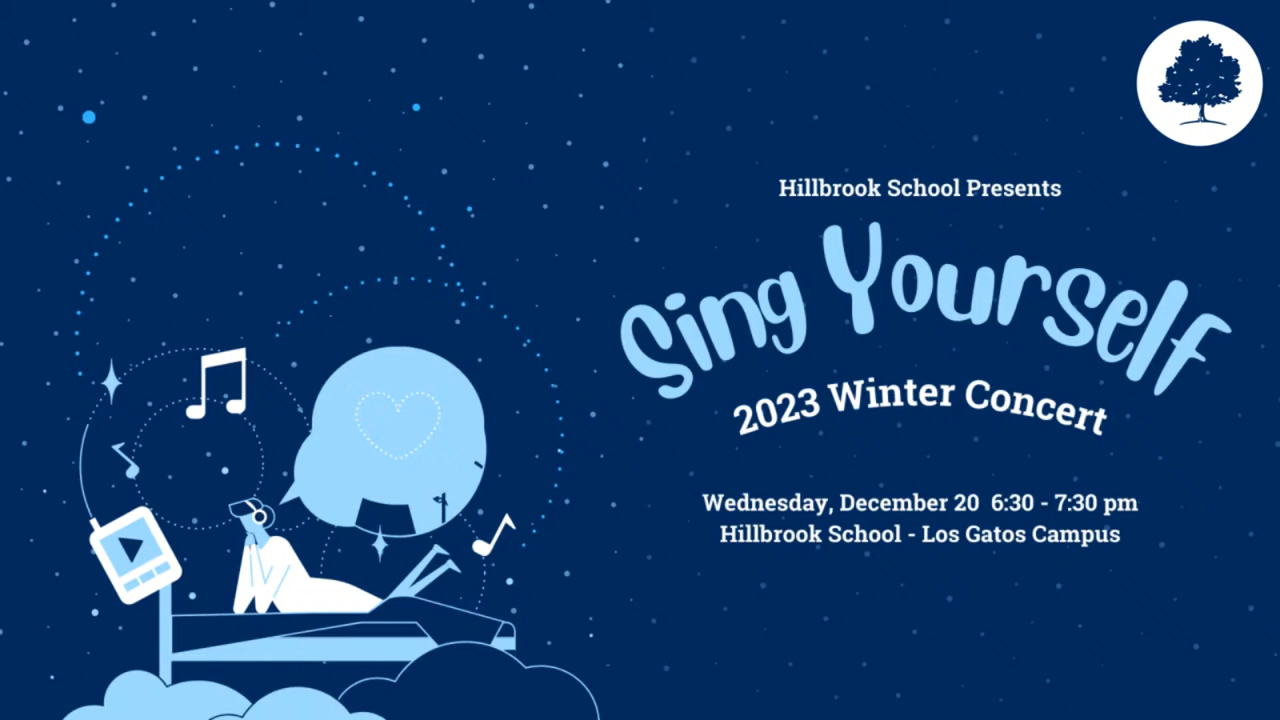 Hillbrook School Presents
Sing Yourself
2023 Winter Concert
Wednesday, December 20 6:30 - 7:30 pm
Hillbrook School - Los Gatos Campus